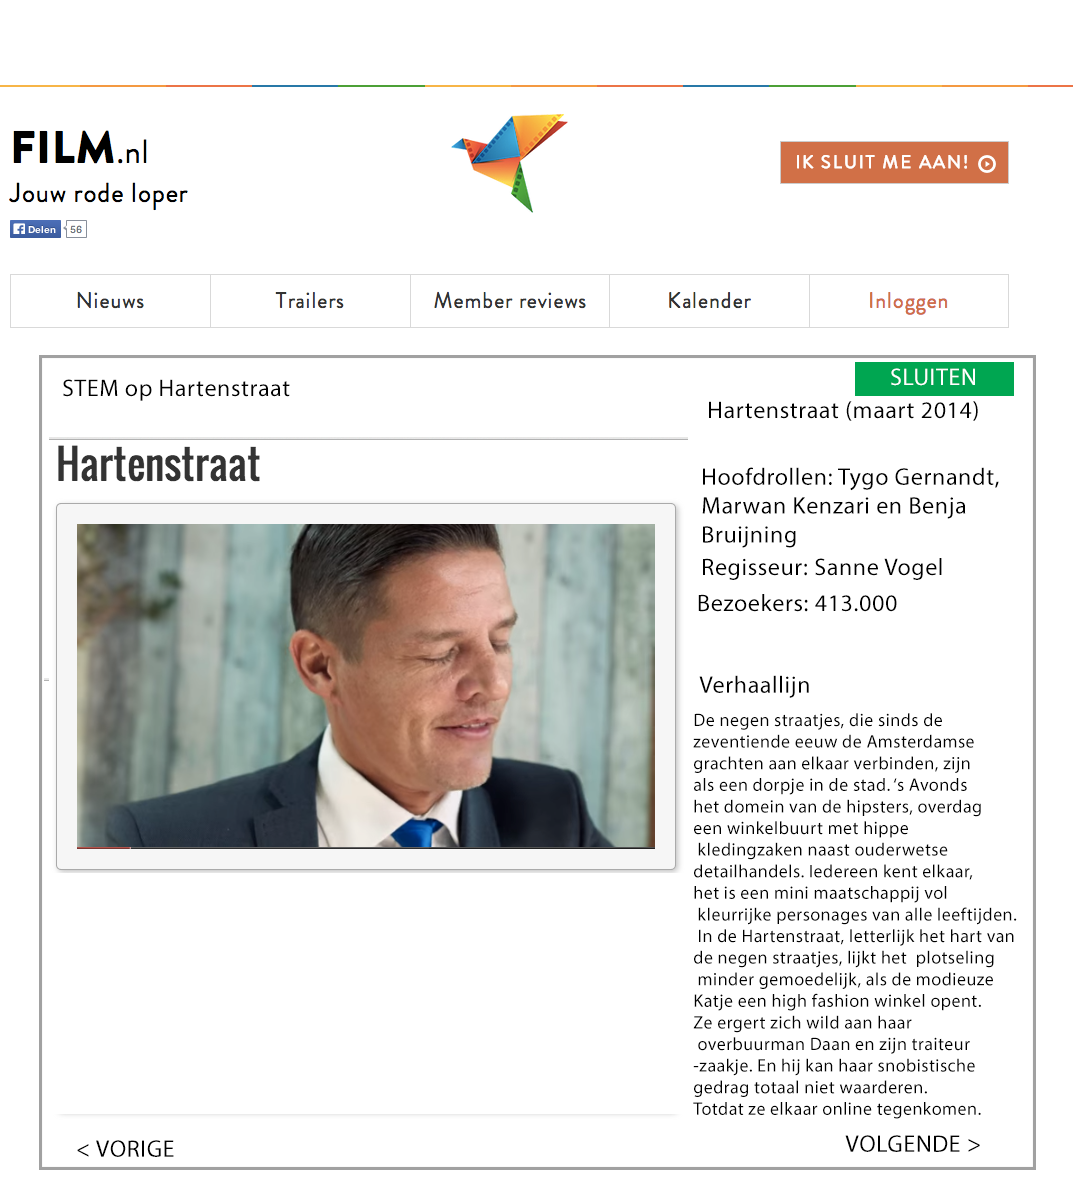 FILM.nl
Jouw rode loper
Delen 56
IK SLUIT ME AAN!
Nieuws
Trailers
Member reviews
Kalender
Inloggen
STEM op Hartenstraat
SLUITEN
Hartenstraat
Hartenstraat (maart 2014)
Hoofdrollen: Tygo Gernandt,
Marwan Kenzari en Benja
Bruijning
Regisseur: Sanne Vogel
Bezoekers: 413.000
Verhaallijn
De negen straatjes, die sinds de
zeventiende eeuw de Amsterdamse
grachten aan elkaar verbinden, zijn
als een dorpje in de stad. ‘s Avonds
het domein van de hipsters, overdag
een winkelbuurt met hippe
kledingzaken naast ouderwetse
detailhandels. Iedereen kent elkaar,
het is een mini maatschappij vol
kleurrijke personages van alle leeftijden.
In de Hartenstraat, letterlijk het hart van
de negen straatjes, lijkt het plotseling
minder gemoedelijk, als de modieuze
Katje een high fashion winkel opent.
Ze ergert zich wild aan haar
overbuurman Daan en zijn traiteur
-zaakje. En hij kan haar snobistische
gedrag totaal niet waarderen.
Totdat ze elkaar online tegenkomen.
< VORIGE
VOLGENDE >